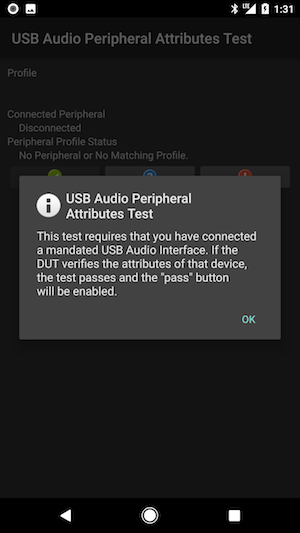 LTE 1:31
USB Audio Peripheral Attributes Test
Profile
Connected Peripheral
Disconnected
Peripheral Profile Status
No Peripheral or No Matching Profile.
USB Audio Peripheral
Attributes Test
This test requires that you have connected
a mandated USB Audio Interface. If the
DUT verifies the attributes of that device,
the test passes and the "pass" button
will be enabled.
OK